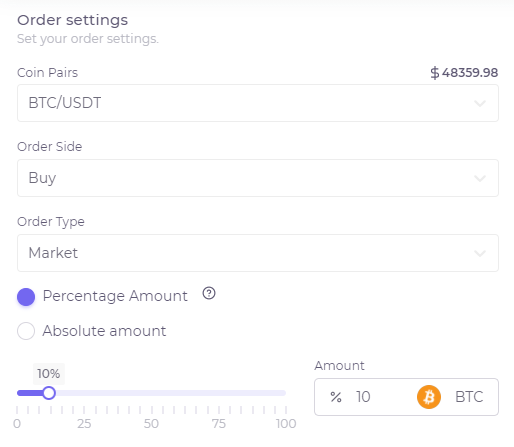 Order settings
Set your order settings.
Coin Pairs $ 48359.98
BTC/USDT
Order Side
Buy
Order Type
Market
Percentage Amount ?
Absolute amount
10% Amount
% 10 BTC
0 25 50 75 100